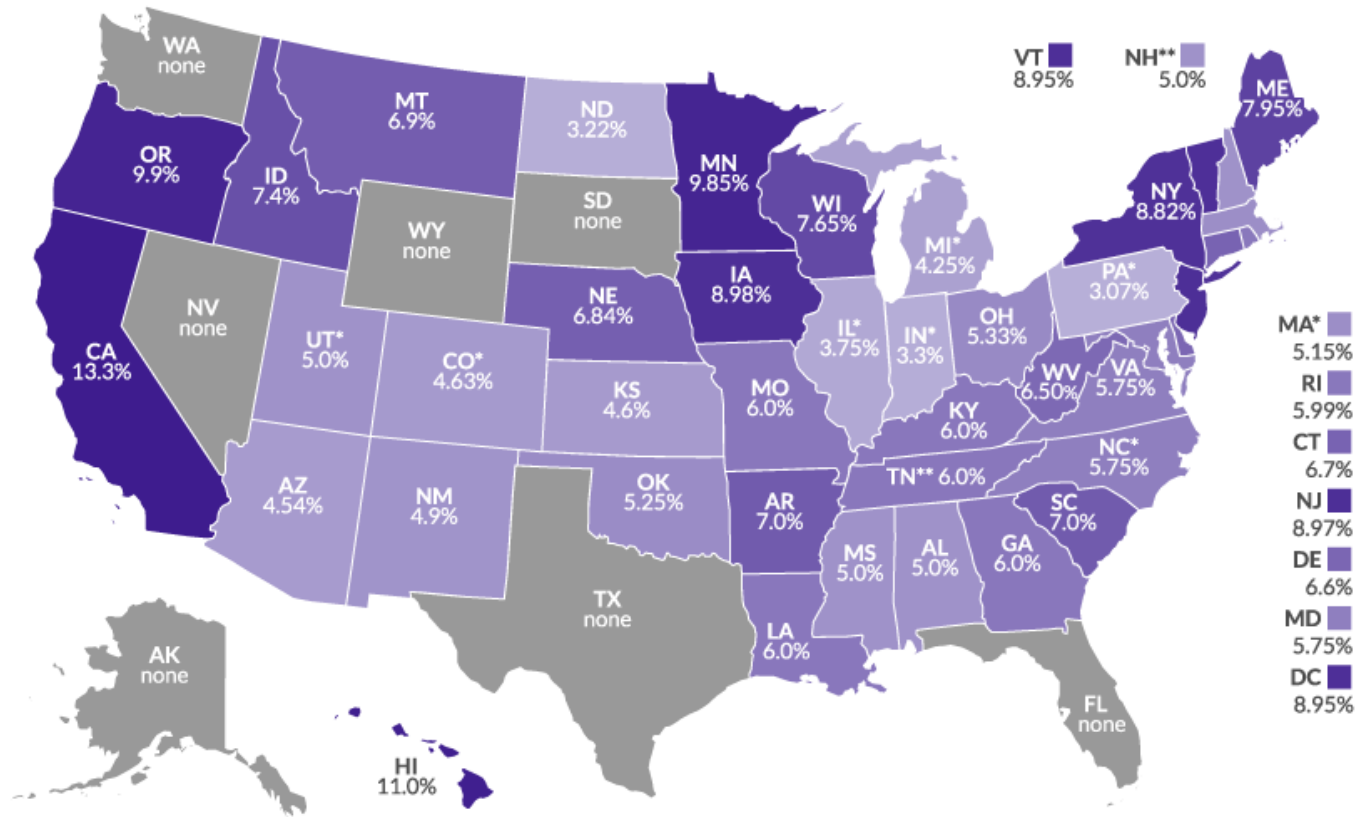 WA
none
VT
8.95%
NH**
5.0%
ME
7.95%
MT
6.9%
ND
3.22%
OR
9.9%
ID
7.4%
MN
9.85%
WI
7.65%
NY
8.82%
SD
none
WY
none
MI*
4.25%
PA*
3.07%
IA
8.98%
NE
6.84%
NV
none
UT*
5.0%
CO*
4.63%
IL*
3.75%
IN*
3.3%
OH
5.33%
CA
13.3%
WV
6.50%
VA
5.75%
KS
4.6%
MO
6.0%
KY
6.0%
NC*
5.75%
TN** 6.0%
AZ
4.54%
NM
4.9%
OK
5.25%
AR
7.0%
SC
7.0%
MS
5.0%
AL
5.0%
GA
6.0%
TX
none
LA
6.0%
AK
none
FL
none
HI
11.0%
MA*
5.15%
RI
5.99%
CT
6.7%
NJ
8.97%
DE
6.6%
MD
5.75%
DC
8.95%